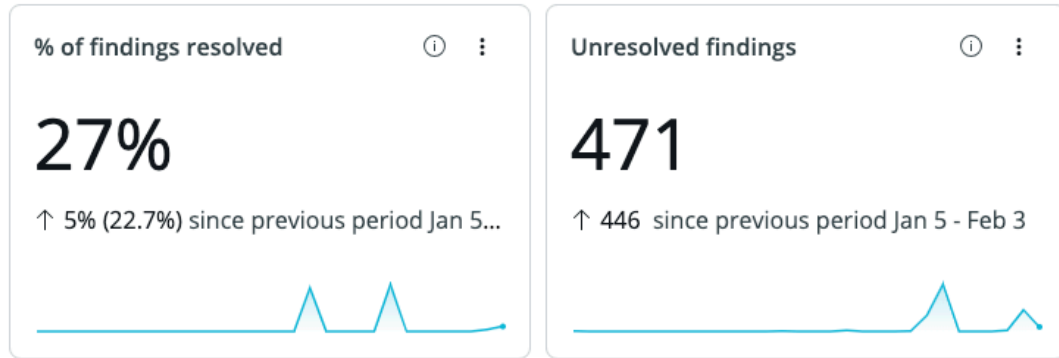 % of findings resolved
27%
↑ 5% (22.7%) since previous period Jan 5...
Unresolved findings
471
↑ 446 since previous period Jan 5 - Feb 3